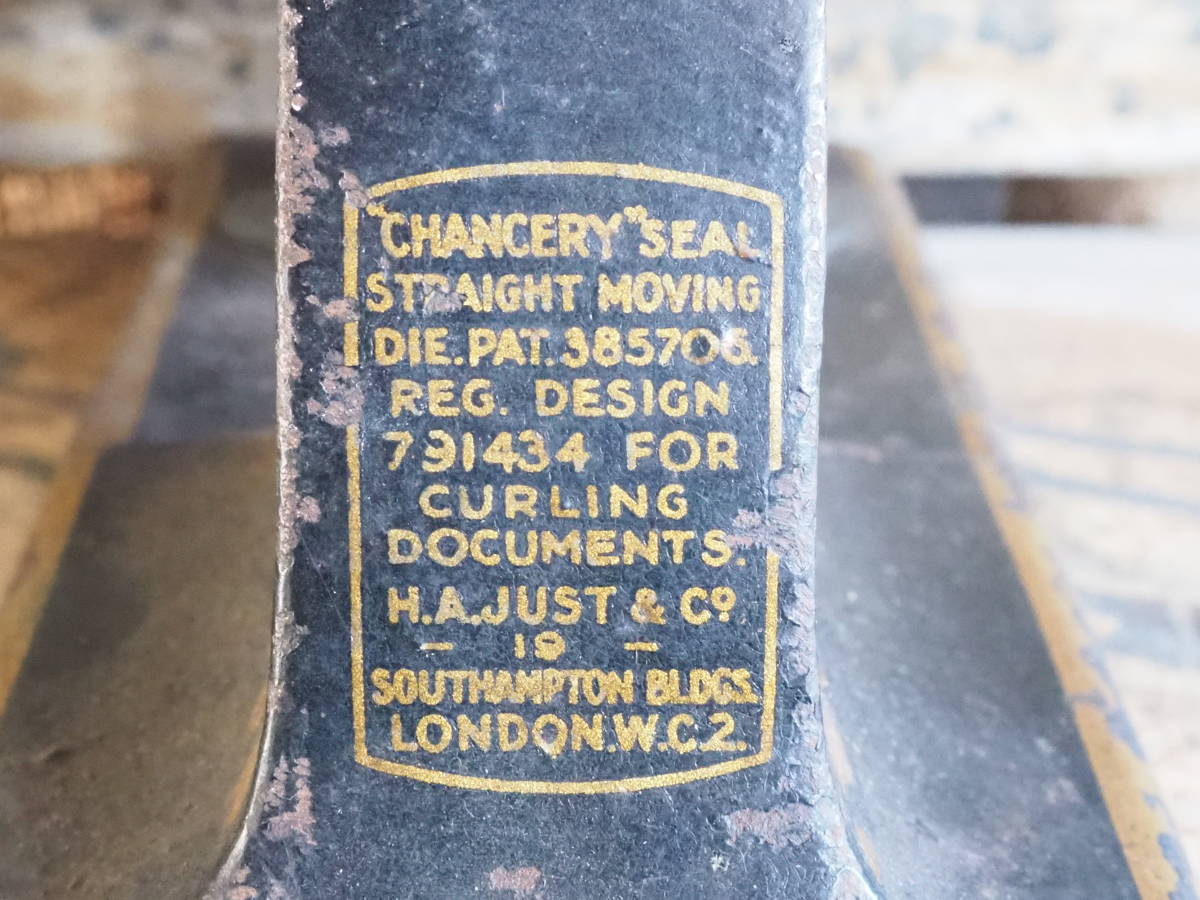 "CHANCERY" SEAL
STRAIGHT MOVING
DIE. PAT. 385706.
REG. DESIGN
791434 FOR
CURLING
DOCUMENTS.
H.A.JUST & Cº
— 19 —
SOUTHAMPTON BLDGS.
LONDON.W.C.2.